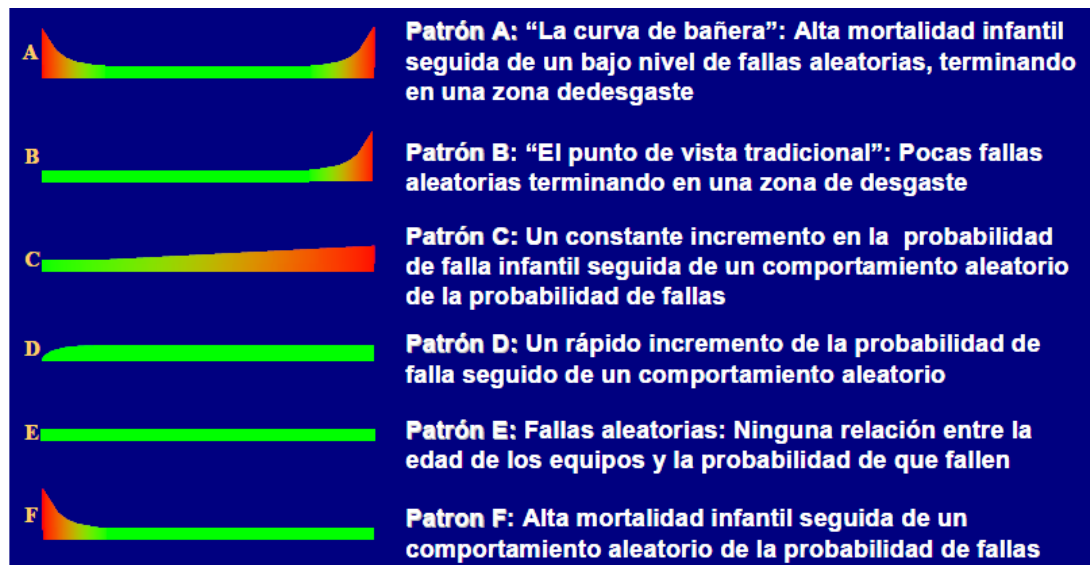 A
Patrón A: “La curva de bañera”: Alta mortalidad infantil
seguida de un bajo nivel de fallas aleatorias, terminando
en una zona dedesgaste
B
Patrón B: “El punto de vista tradicional”: Pocas fallas
aleatorias terminando en una zona de desgaste
C
Patrón C: Un constante incremento en la probabilidad
de falla infantil seguida de un comportamiento aleatorio
de la probabilidad de fallas
D
Patrón D: Un rápido incremento de la probabilidad de
falla seguido de un comportamiento aleatorio
E
Patrón E: Fallas aleatorias: Ninguna relación entre la
edad de los equipos y la probabilidad de que fallen
F
Patron F: Alta mortalidad infantil seguida de un
comportamiento aleatorio de la probabilidad de fallas